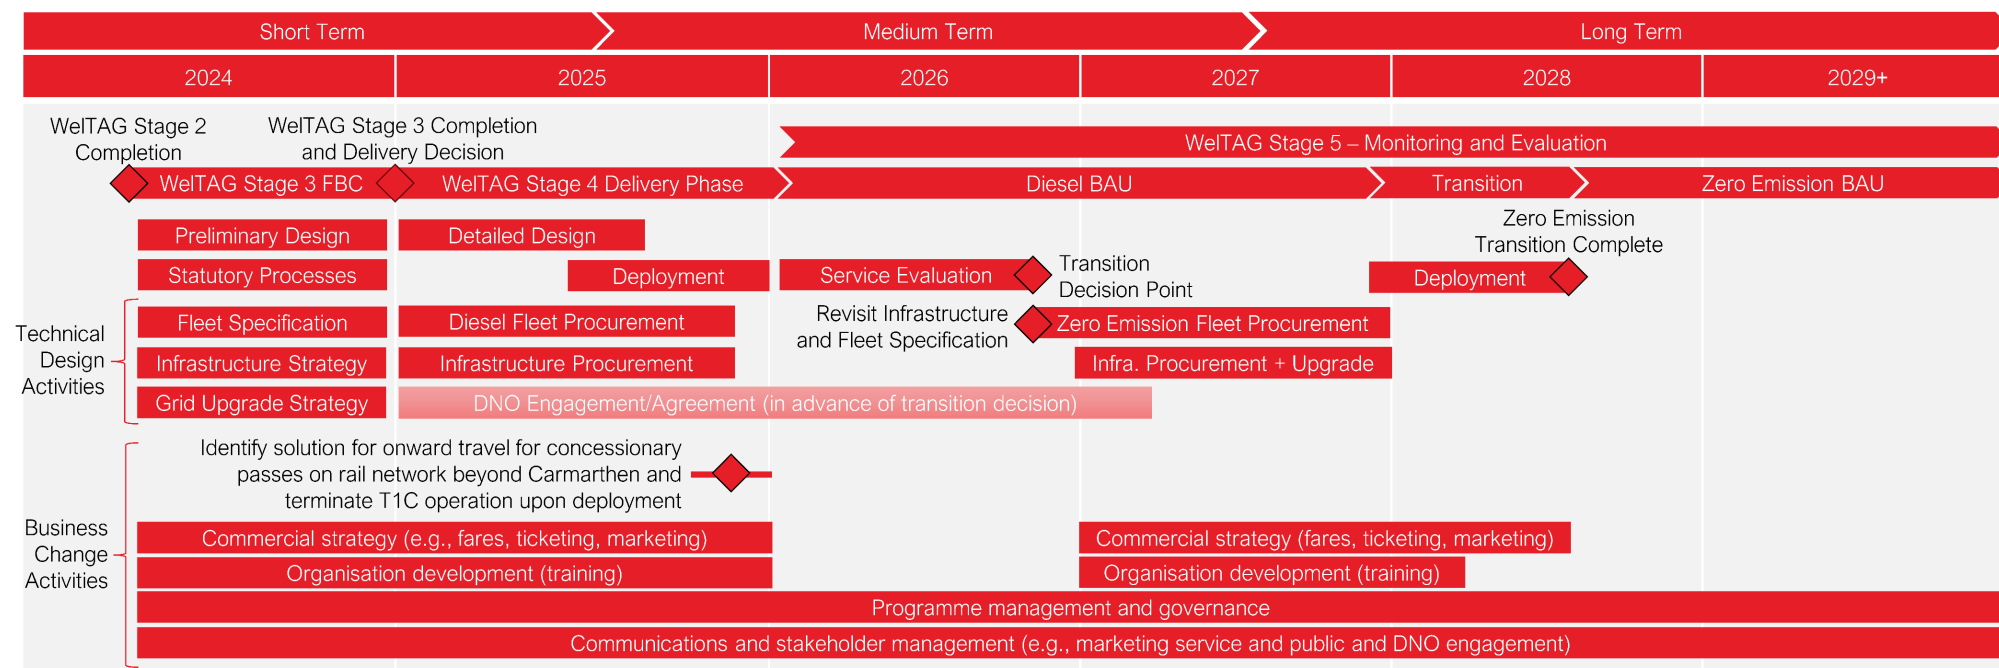 Short Term
Medium Term
Long Term
2024
2025
2026
2027
2028
2029+
WelTAG Stage 2
Completion
WelTAG Stage 3 Completion
and Delivery Decision
WelTAG Stage 5 – Monitoring and Evaluation
WelTAG Stage 3 FBC
WelTAG Stage 4 Delivery Phase
Diesel BAU
Transition
Zero Emission BAU
Preliminary Design
Detailed Design
Zero Emission
Transition Complete
Statutory Processes
Deployment
Service Evaluation
Transition
Decision Point
Deployment
Technical
Design
Activities
Fleet Specification
Diesel Fleet Procurement
Revisit Infrastructure
and Fleet Specification
Zero Emission Fleet Procurement
Infrastructure Strategy
Infrastructure Procurement
Infra. Procurement + Upgrade
Grid Upgrade Strategy
DNO Engagement/Agreement (in advance of transition decision)
Identify solution for onward travel for concessionary
passes on rail network beyond Carmarthen and
terminate T1C operation upon deployment
Business
Change
Activities
Commercial strategy (e.g., fares, ticketing, marketing)
Commercial strategy (fares, ticketing, marketing)
Organisation development (training)
Organisation development (training)
Programme management and governance
Communications and stakeholder management (e.g., marketing service and public and DNO engagement)